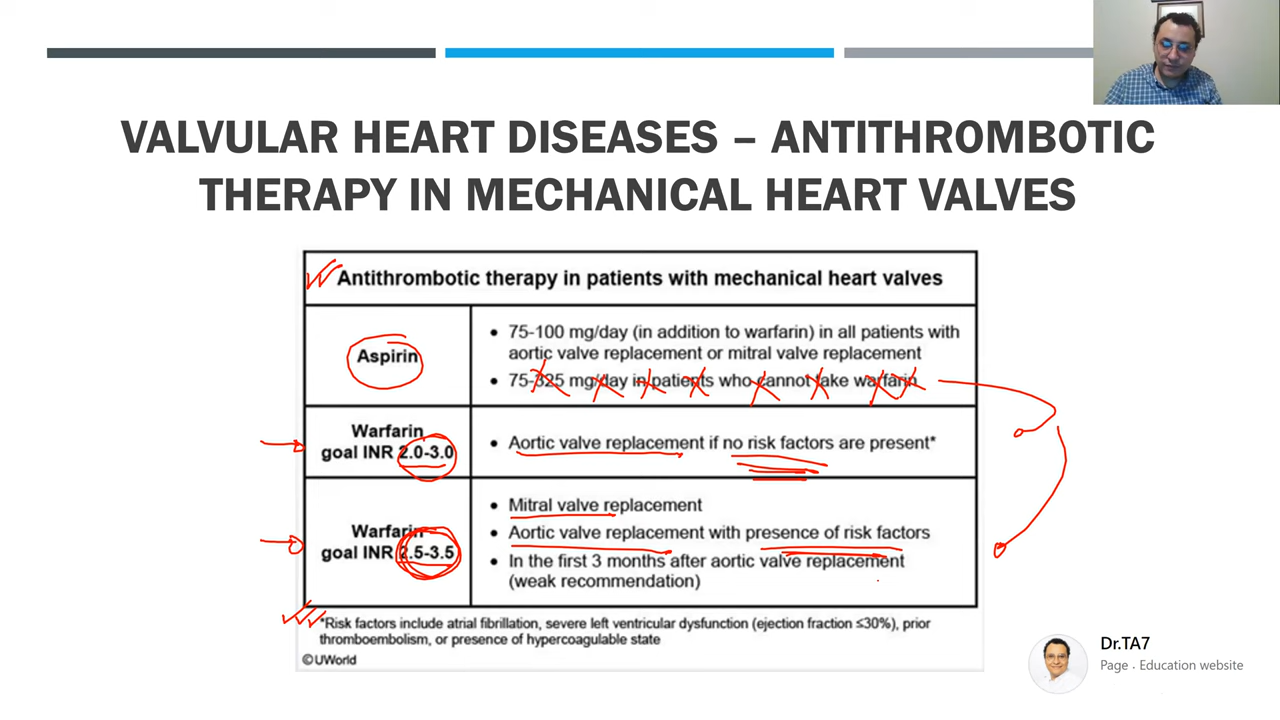 VALVULAR HEART DISEASES – ANTITHROMBOTIC
THERAPY IN MECHANICAL HEART VALVES
Antithrombotic therapy in patients with mechanical heart valves
Aspirin
• 75-100 mg/day (in addition to warfarin) in all patients with
aortic valve replacement or mitral valve replacement
• 75-325 mg/day in patients who cannot take warfarin
Warfarin
goal INR 2.0-3.0
• Aortic valve replacement if no risk factors are present*
Warfarin
goal INR 2.5-3.5
• Mitral valve replacement
• Aortic valve replacement with presence of risk factors
• In the first 3 months after aortic valve replacement
(weak recommendation)
*Risk factors include atrial fibrillation, severe left ventricular dysfunction (ejection fraction ≤30%), prior
thromboembolism, or presence of hypercoagulable state
©UWorld
Dr.TA7
Page · Education website